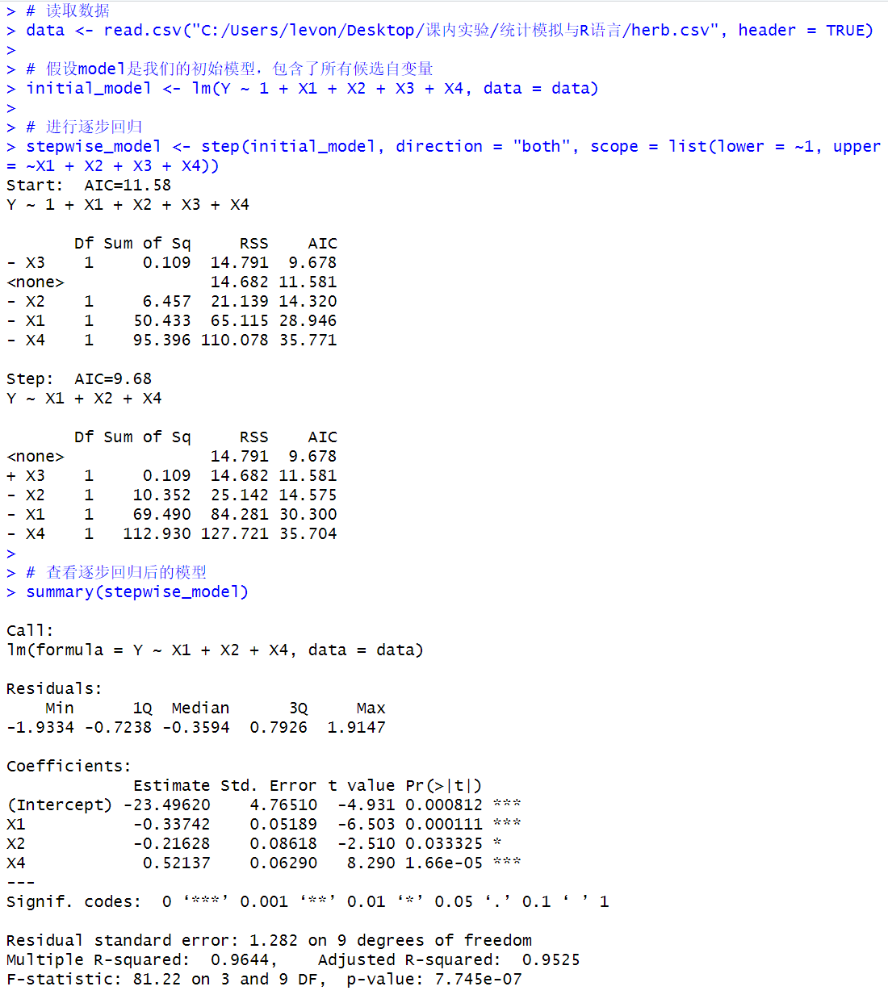 > # 读取数据
> data <- read.csv("C:/Users/levon/Desktop/课内实验/统计模拟与R语言/herb.csv", header = TRUE)
>
> # 假设model是我们的初始模型，包含了所有候选自变量
> initial_model <- lm(Y ~ 1 + X1 + X2 + X3 + X4, data = data)
>
> # 进行逐步回归
> stepwise_model <- step(initial_model, direction = "both", scope = list(lower = ~1, upper
= ~X1 + X2 + X3 + X4))
Start:  AIC=11.58
Y ~ 1 + X1 + X2 + X3 + X4

       Df Sum of Sq     RSS    AIC
- X3    1     0.109  14.791  9.678
<none>               14.682 11.581
- X2    1     6.457  21.139 14.320
- X1    1    50.433  65.115 28.946
- X4    1    95.396 110.078 35.771

Step:  AIC=9.68
Y ~ X1 + X2 + X4

       Df Sum of Sq     RSS    AIC
<none>               14.791  9.678
+ X3    1     0.109  14.682 11.581
- X2    1    10.352  25.142 14.575
- X1    1    69.490  84.281 30.300
- X4    1   112.930 127.721 35.704
>
> # 查看逐步回归后的模型
> summary(stepwise_model)

Call:
lm(formula = Y ~ X1 + X2 + X4, data = data)

Residuals:
    Min      1Q  Median      3Q     Max
-1.9334 -0.7238 -0.3594  0.7926  1.9147

Coefficients:
             Estimate Std. Error t value Pr(>|t|)
(Intercept) -23.49620    4.76510  -4.931 0.000812 ***
X1           -0.33742    0.05189  -6.503 0.000111 ***
X2           -0.21628    0.08618  -2.510 0.033325 *
X4            0.52137    0.06290   8.290 1.66e-05 ***
---
Signif. codes:  0 ‘***’ 0.001 ‘**’ 0.01 ‘*’ 0.05 ‘.’ 0.1 ‘ ’ 1

Residual standard error: 1.282 on 9 degrees of freedom
Multiple R-squared:  0.9644,    Adjusted R-squared:  0.9525
F-statistic: 81.22 on 3 and 9 DF,  p-value: 7.745e-07